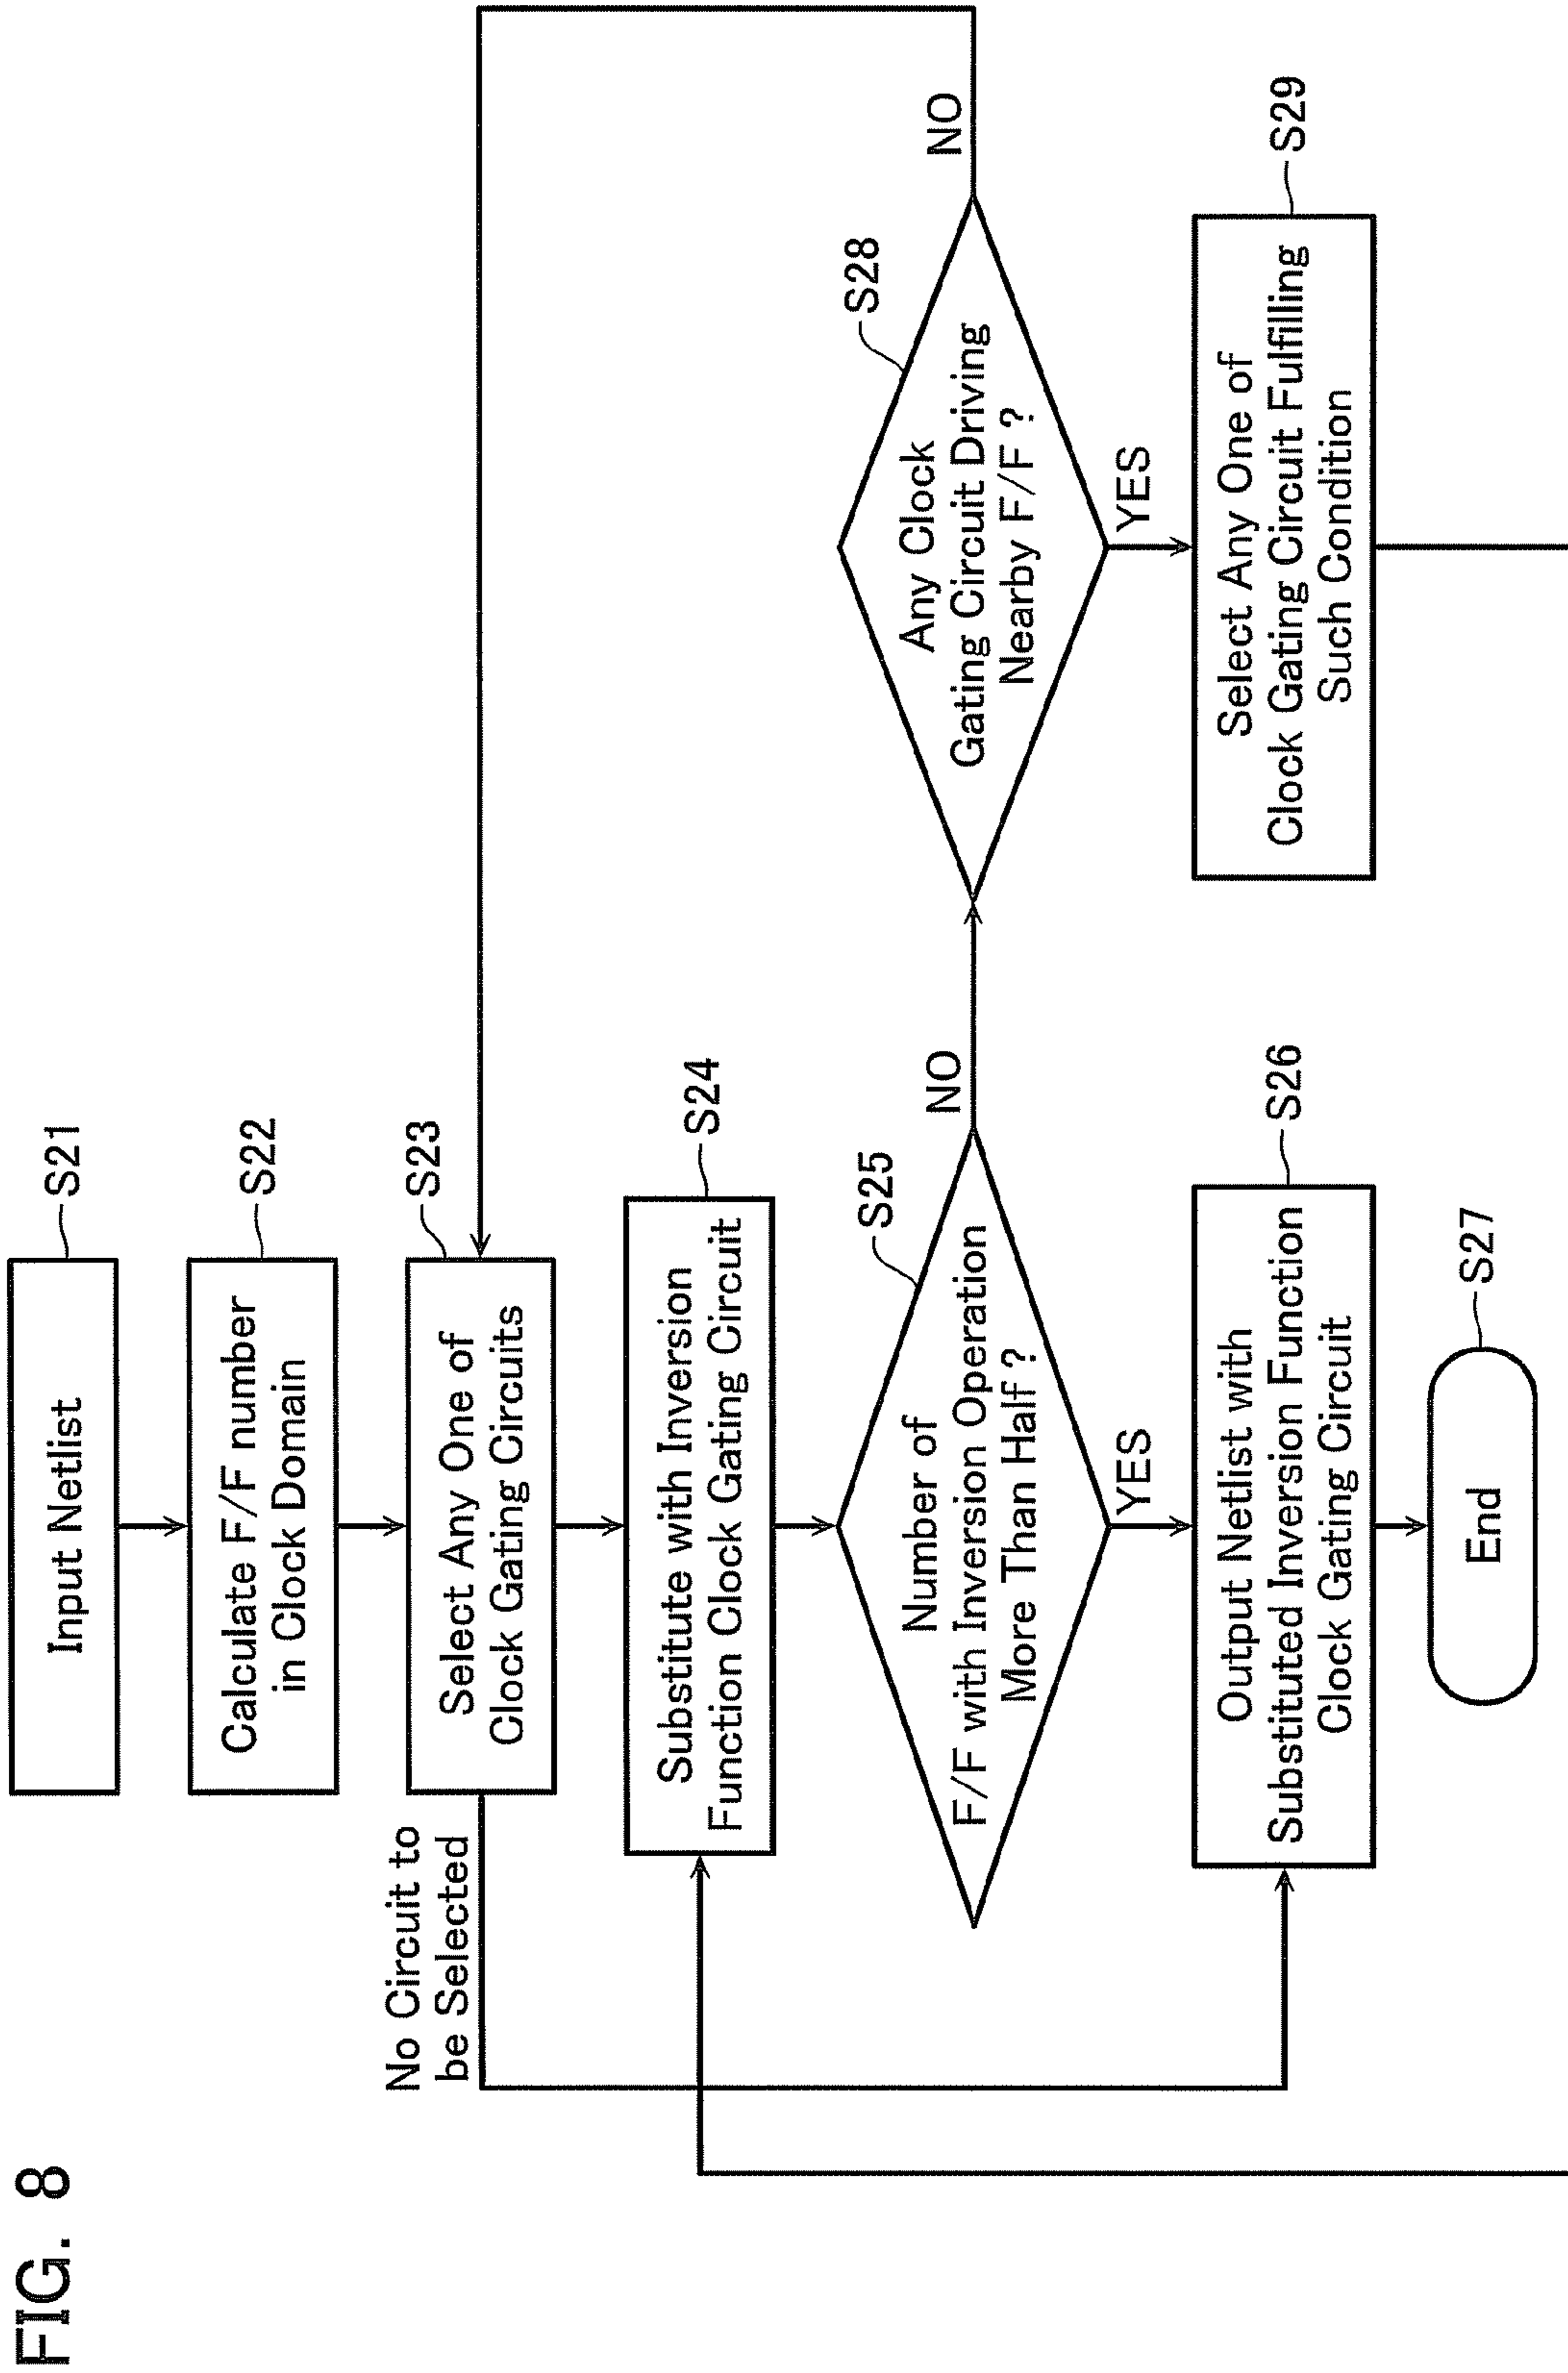 FIG. 8
Input Netlist
S21
Calculate F/F number
in Clock Domain
S22
Select Any One of
Clock Gating Circuits
S23
No Circuit to
be Selected
Substitute with Inversion
Function Clock Gating Circuit
S24
Number of
F/F with Inversion Operation
More Than Half ?
S25
NO
YES
Any Clock
Gating Circuit Driving
Nearby F/F ?
S28
NO
YES
Output Netlist with
Substituted Inversion Function
Clock Gating Circuit
S26
Select Any One of
Clock Gating Circuit Fulfilling
Such Condition
S29
End
S27